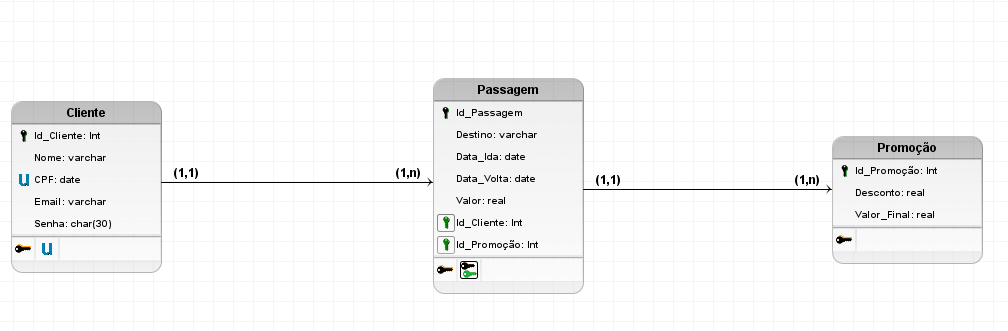 Cliente
Id_Cliente: Int
Nome: varchar
u CPF: date
Email: varchar
Senha: char(30)
u
(1,1)
(1,n)
Passagem
Id_Passagem
Destino: varchar
Data_Ida: date
Data_Volta: date
Valor: real
Id_Cliente: Int
Id_Promoção: Int
(1,1)
(1,n)
Promoção
Id_Promoção: Int
Desconto: real
Valor_Final: real